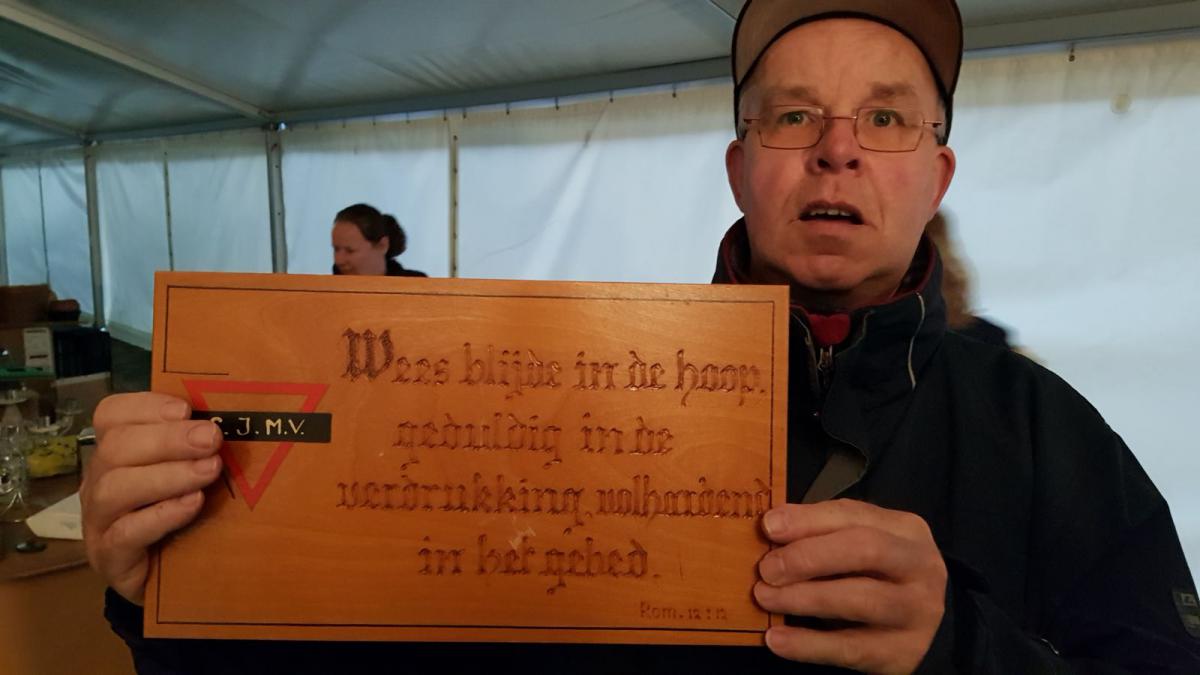 Wees blijde in de hoop.
geduldig in de
verdrukking, volhardend
in het gebed.
C. J. M.V.
Rom. 12 : 12